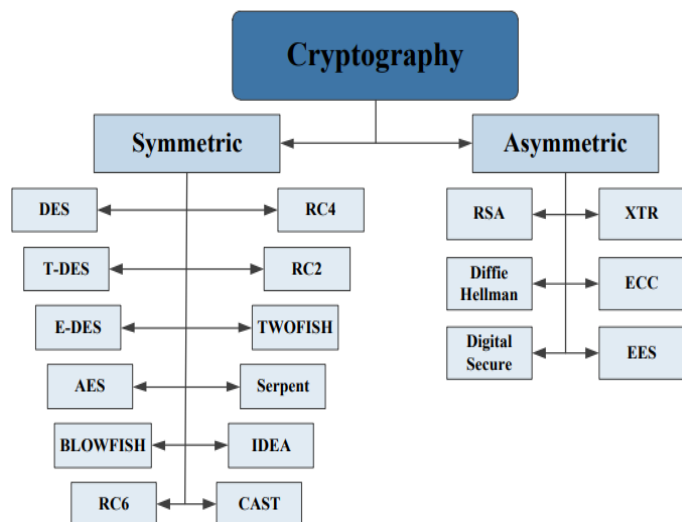 Cryptography
Symmetric
Asymmetric
DES
RC4
T-DES
RC2
E-DES
TWOFISH
AES
Serpent
BLOWFISH
IDEA
RC6
CAST
RSA
XTR
Diffie
Hellman
ECC
Digital
Secure
EES